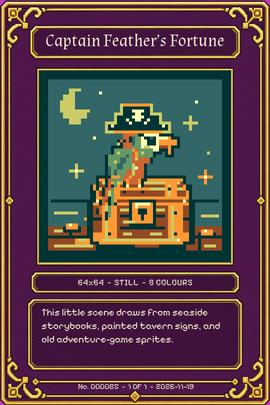 Captain Feather's Fortune
64x64 - STILL - 8 COLOURS
This little scene draws from seaside
storybooks, painted tavern signs, and
old adventure-game sprites.
No. 000085 - 1 OF 1 - 2026-11-19